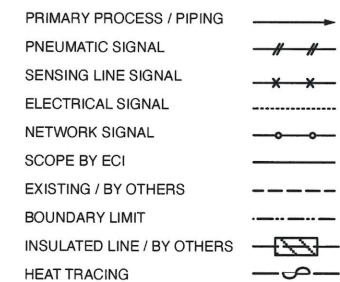 PRIMARY PROCESS / PIPING
PNEUMATIC SIGNAL
SENSING LINE SIGNAL
ELECTRICAL SIGNAL
NETWORK SIGNAL
SCOPE BY ECI
EXISTING / BY OTHERS
BOUNDARY LIMIT
INSULATED LINE / BY OTHERS
HEAT TRACING